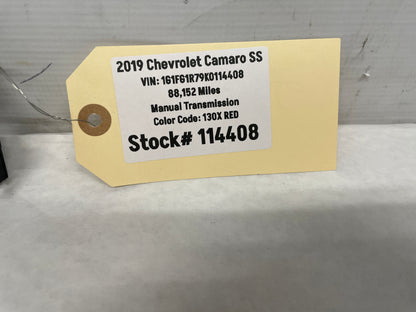 2019 Chevrolet Camaro SS
VIN: 1G1FG1R79K0114408
88,152 Miles
Manual Transmission
Color Code: 130X RED
Stock# 114408